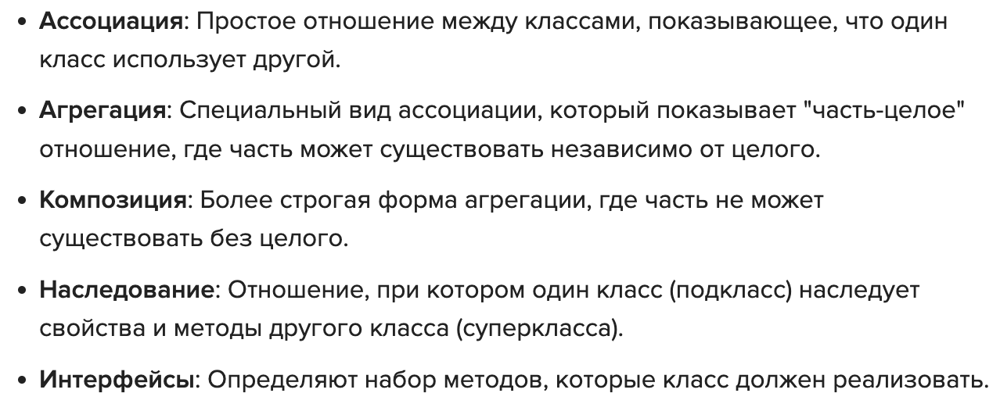 • Ассоциация: Простое отношение между классами, показывающее, что один
класс использует другой.
• Агрегация: Специальный вид ассоциации, который показывает "часть-целое"
отношение, где часть может существовать независимо от целого.
• Композиция: Более строгая форма агрегации, где часть не может
существовать без целого.
• Наследование: Отношение, при котором один класс (подкласс) наследует
свойства и методы другого класса (суперкласса).
• Интерфейсы: Определяют набор методов, которые класс должен реализовать.